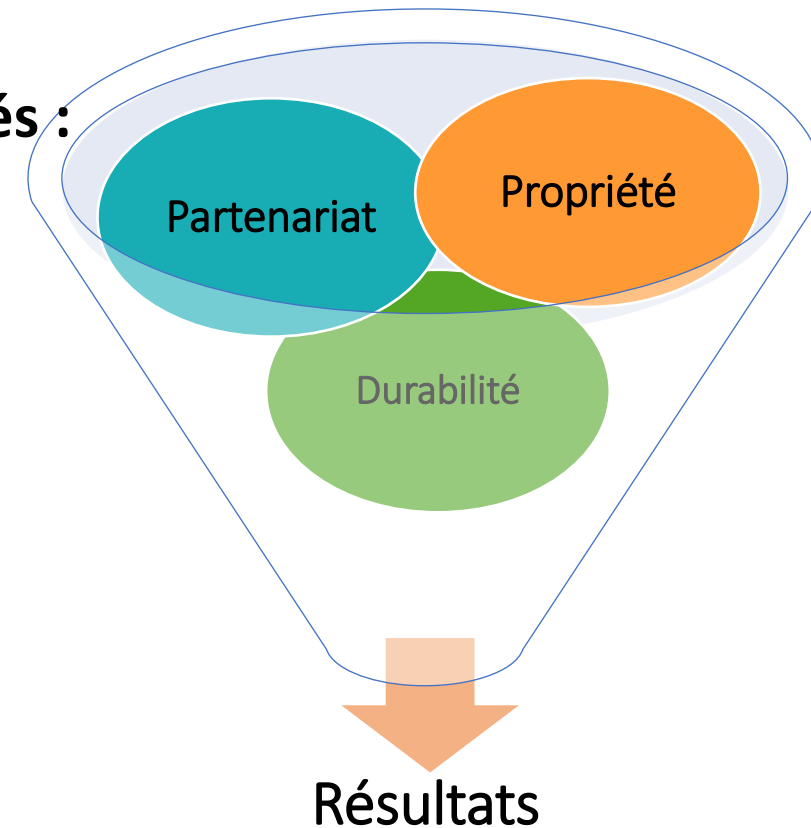 és :
Propriété
Partenariat
Durabilité
Résultats